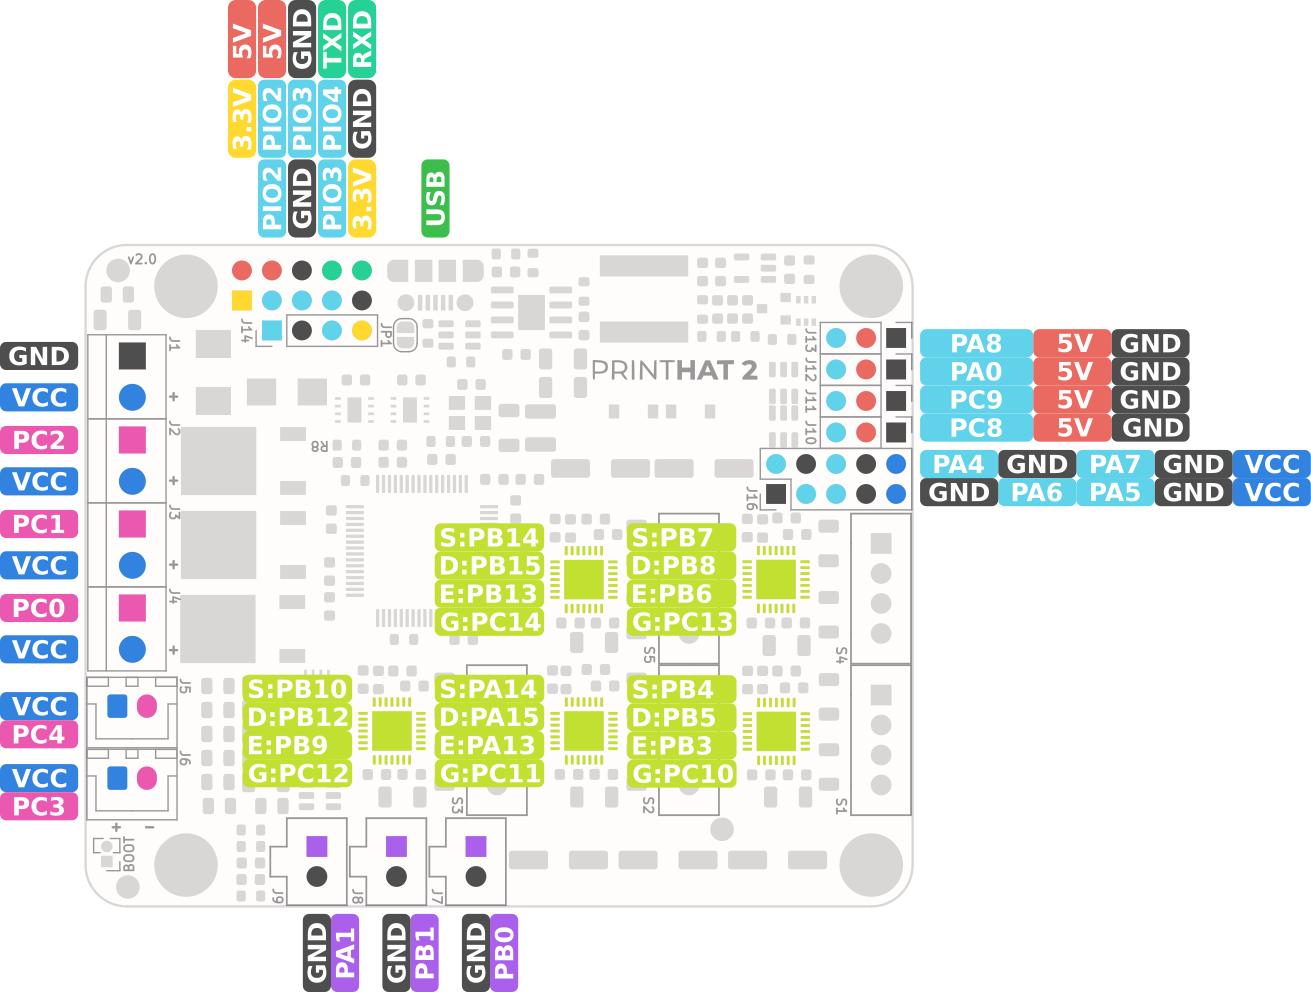 5V 5V GND TXD RXD
3.3V PIO2 PIO3 PIO4 GND
PIO2 GND PIO3 3.3V
USB
v2.0
J14
JP1
J1
GND
VCC
+
J2
PC2
VCC
+
J3
PC1
VCC
+
J4
PC0
VCC
+
J5
VCC
PC4
J6
VCC
PC3
+ −
BOOT
R8
PRINTHAT 2
J13
PA8 5V GND
J12
PA0 5V GND
J11
PC9 5V GND
J10
PC8 5V GND
J16
PA4 GND PA7 GND VCC
GND PA6 PA5 GND VCC
S:PB14
D:PB15
E:PB13
G:PC14
S:PB7
D:PB8
E:PB6
G:PC13
S5
S4
S:PB10
D:PB12
E:PB9
G:PC12
S:PA14
D:PA15
E:PA13
G:PC11
S:PB4
D:PB5
E:PB3
G:PC10
S3
S2
S1
J9
J8
J7
GND PA1
GND PB1
GND PB0